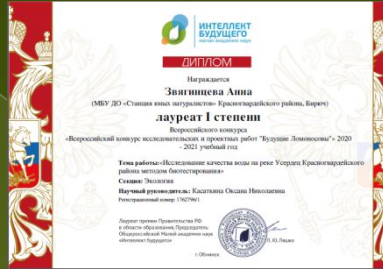 ИНТЕЛЛЕКТ
БУДУЩЕГО
ДИПЛОМ
Награждается
Звягинцева Анна
(МБУ ДО «Станция юных натуралистов» Красногвардейского района, Бирюч)
лауреат I степени
Всероссийского конкурса
«Всероссийский конкурс исследовательских и проектных работ "Будущие Ломоносовы"» 2020
- 2021 учебный год
Тема работы: «Исследование качества воды на реке Усердец Красногвардейского
района методом биотестирования»
Секция: Экология
Научный руководитель: Касаткина Оксана Николаевна
Регистрационный номер:
Лауреат премии Правительства РФ
в области образования, Председатель
Общероссийской Малой академии наук
«Интеллект будущего»
Л. Ю. Ляшко
г. Обнинск